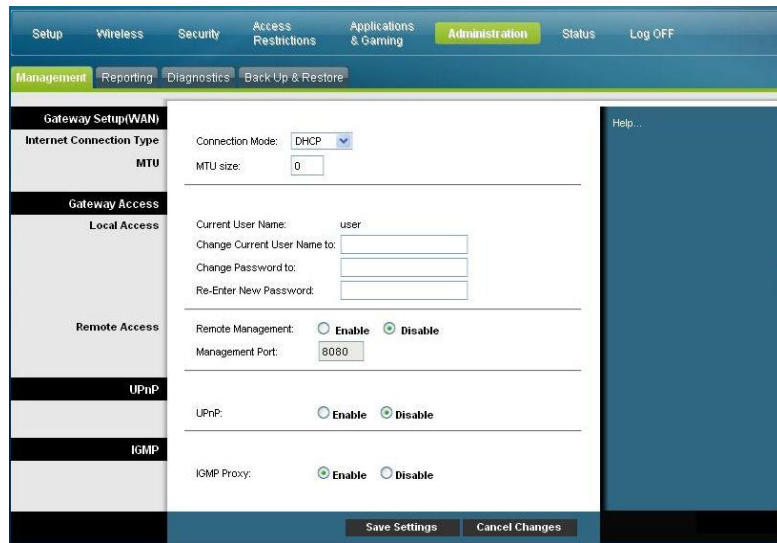 Setup Wireless Security Access Restrictions Applications & Gaming Administration Status Log OFF
Management Reporting Diagnostics Back Up & Restore
Gateway Setup(WAN)
Help...
Internet Connection Type Connection Mode: DHCP
MTU MTU size: 0
Gateway Access
Local Access Current User Name: user
Change Current User Name to:
Change Password to:
Re-Enter New Password:
Remote Access Remote Management: Enable Disable
Management Port: 8080
UPnP
UPnP: Enable Disable
IGMP
IGMP Proxy: Enable Disable
Save Settings Cancel Changes